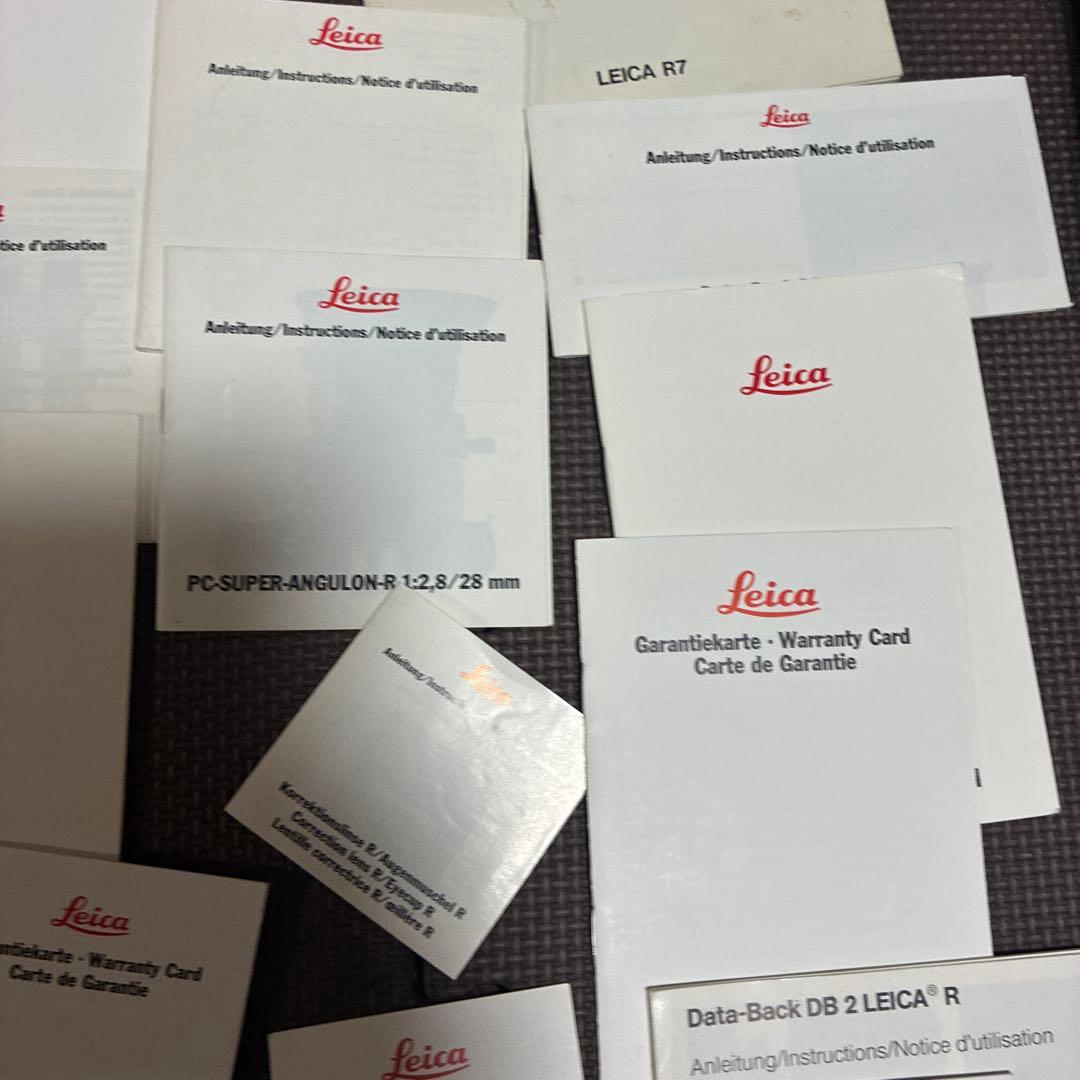 Leica
Anleitung/Instructions/Notice d'utilisation
LEICA R7
Leica
Anleitung/Instructions/Notice d'utilisation
d'utilisation
Leica
Anleitung/Instructions/Notice d'utilisation
PC-SUPER-ANGULON-R 1:2,8/28 mm
Leica
Leica
Garantiekarte · Warranty Card
Carte de Garantie
Leica
Korrektionslinse R/Augenmuschel R
Correction lens R/Eyecup R
Lentille correctrice R/œillère R
Leica
Warranty Card
Carte de Garantie
Leica
Data-Back DB 2 LEICA® R
Anleitung/Instructions/Notice d'utilisation